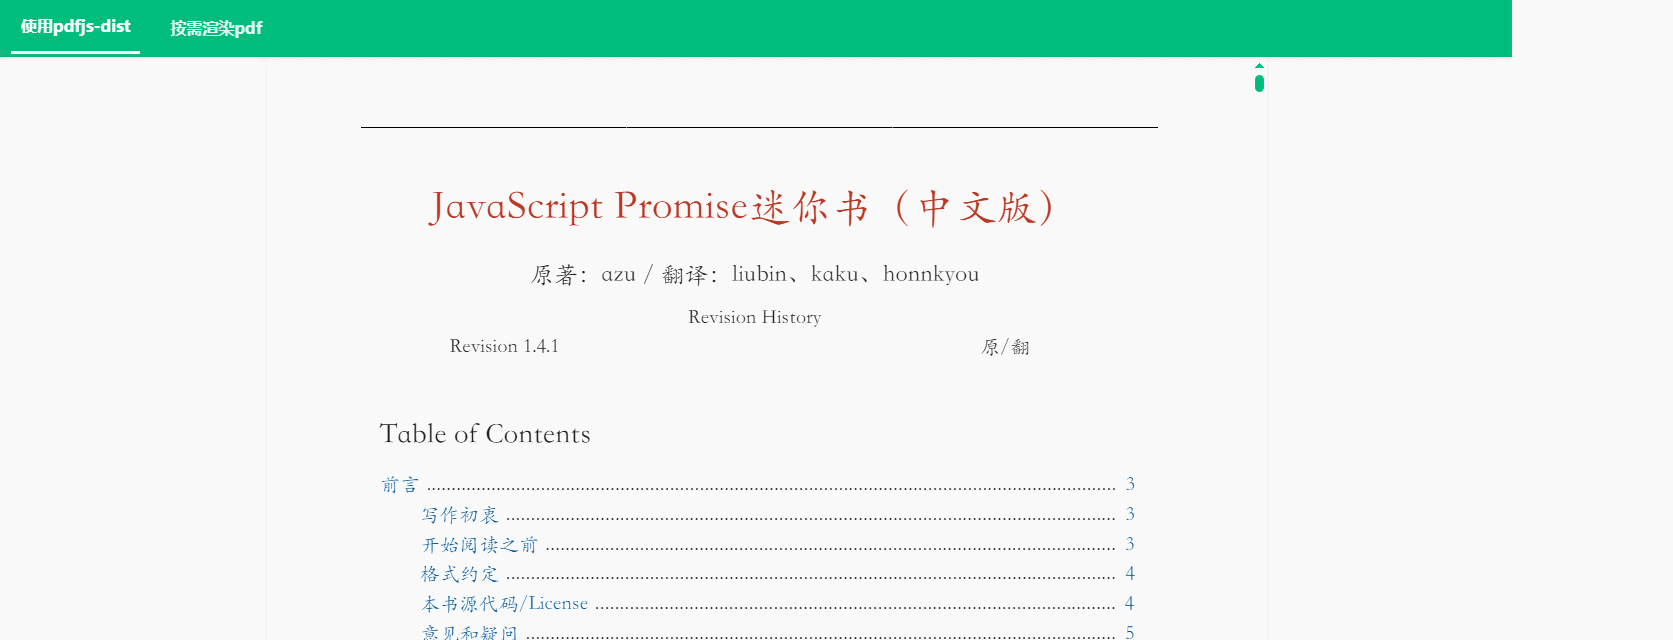 使用pdfjs-dist 按需渲染pdf
JavaScript Promise迷你书（中文版）
原著：azu / 翻译：liubin、kaku、honnkyou
Revision History
Revision 1.4.1 原/翻
Table of Contents
前言 ........................................................................ 3
写作初衷 ........................................................................ 3
开始阅读之前 ........................................................................ 3
格式约定 ........................................................................ 4
本书源代码/License ........................................................................ 4
意见和疑问 ........................................................................ 5